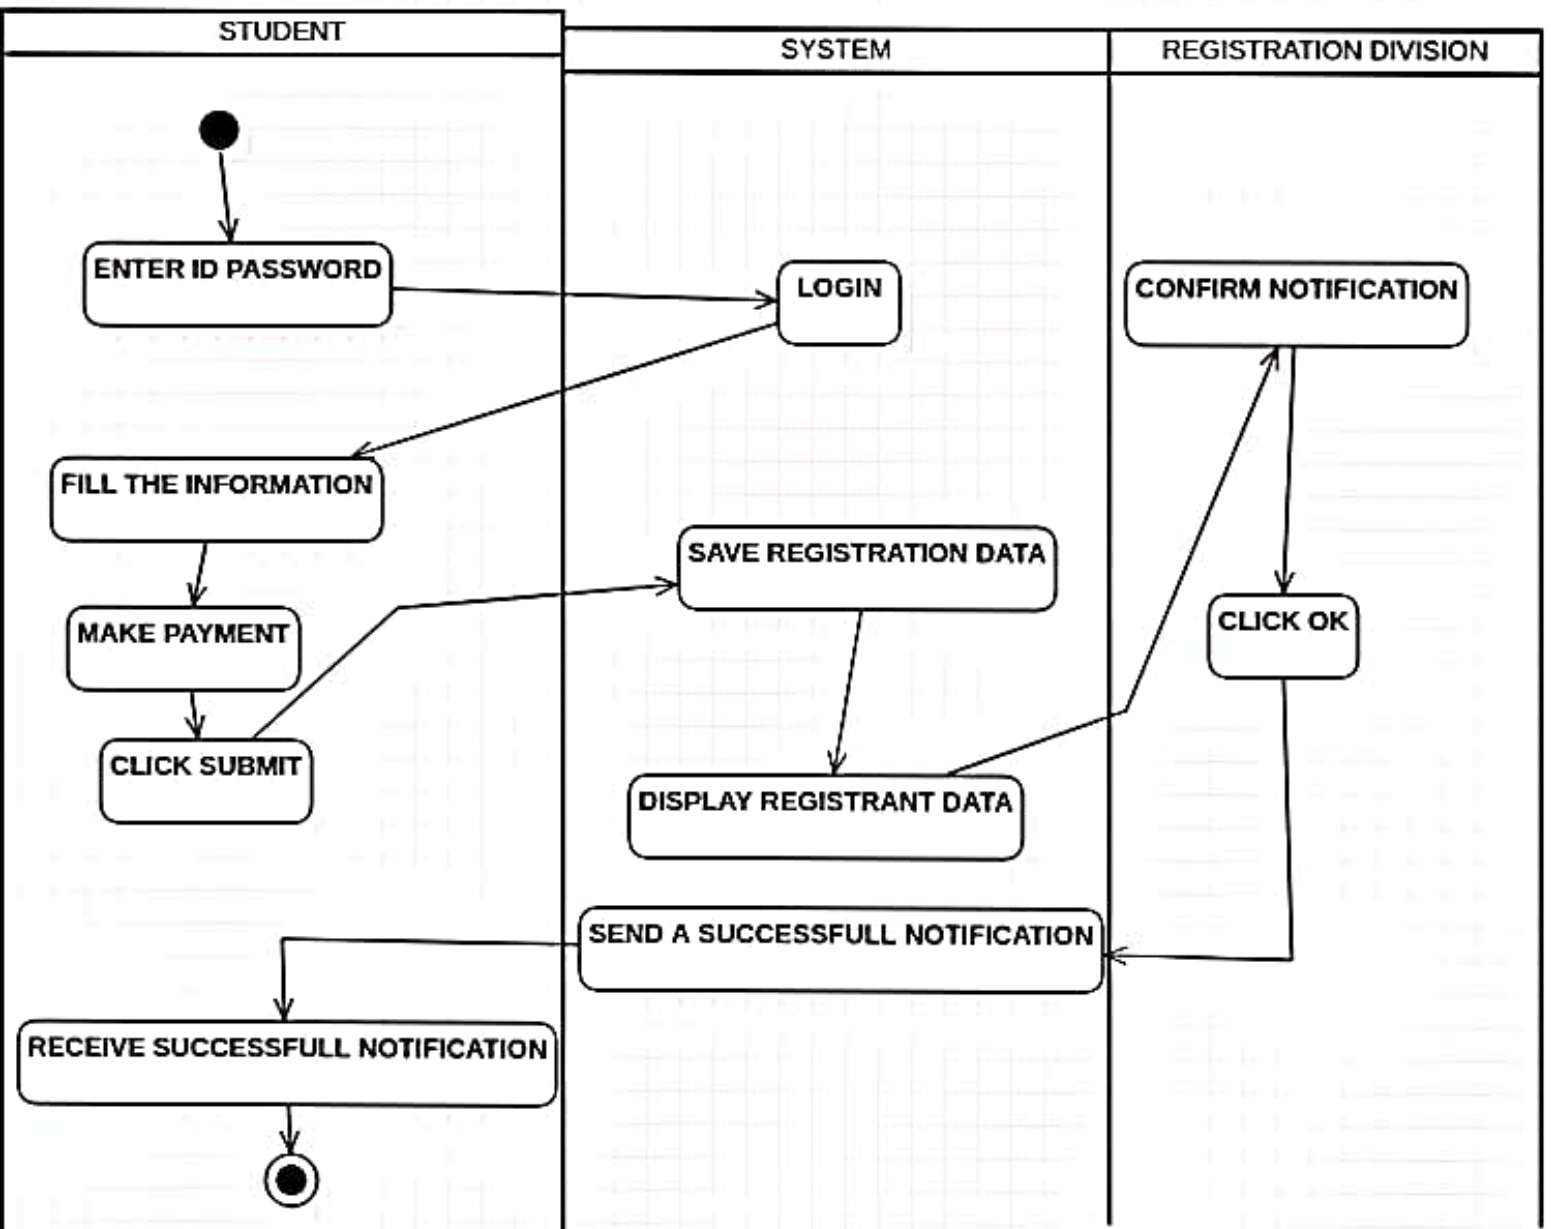 STUDENT
SYSTEM
REGISTRATION DIVISION
ENTER ID PASSWORD
LOGIN
CONFIRM NOTIFICATION
FILL THE INFORMATION
SAVE REGISTRATION DATA
MAKE PAYMENT
CLICK OK
CLICK SUBMIT
DISPLAY REGISTRANT DATA
SEND A SUCCESSFULL NOTIFICATION
RECEIVE SUCCESSFULL NOTIFICATION